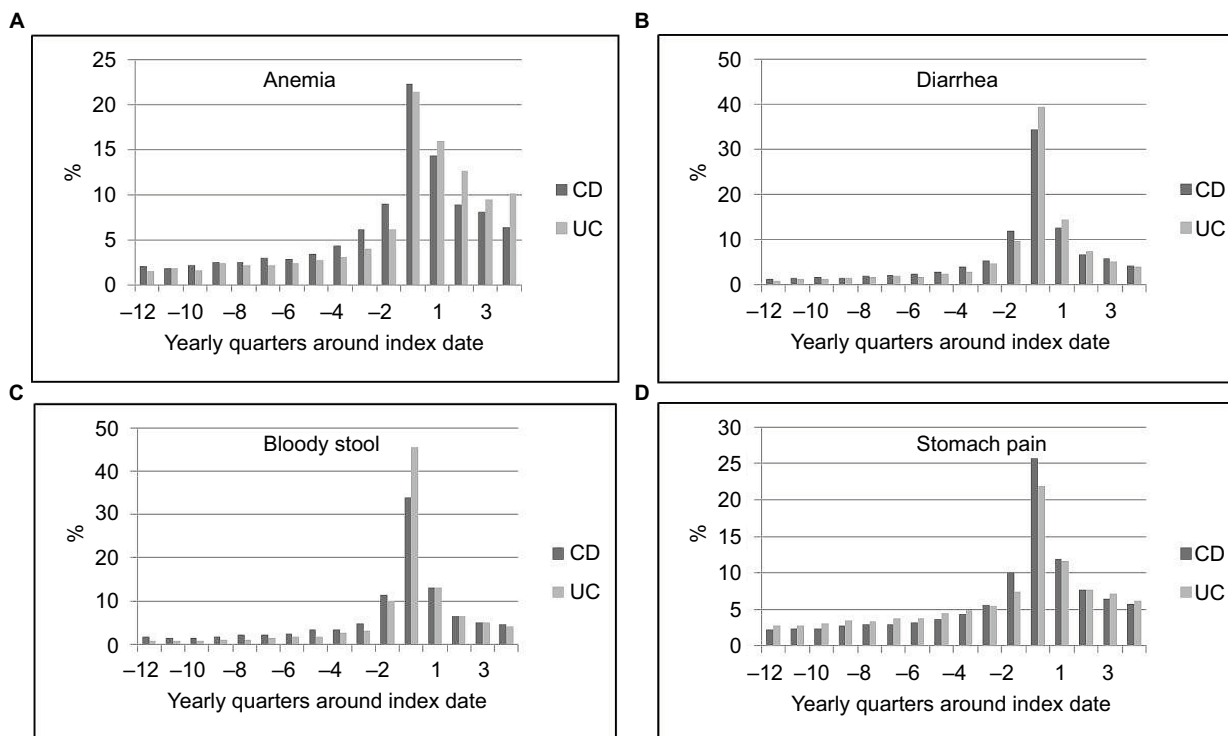 A
25
20
15
10
5
0
%
Anemia
CD
UC
–12 –10 –8 –6 –4 –2 1 3
Yearly quarters around index date
B
50
40
30
20
10
0
%
Diarrhea
CD
UC
–12 –10 –8 –6 –4 –2 1 3
Yearly quarters around index date
C
50
40
30
20
10
0
%
Bloody stool
CD
UC
–12 –10 –8 –6 –4 –2 1 3
Yearly quarters around index date
D
30
25
20
15
10
5
0
%
Stomach pain
CD
UC
–12 –10 –8 –6 –4 –2 1 3
Yearly quarters around index date